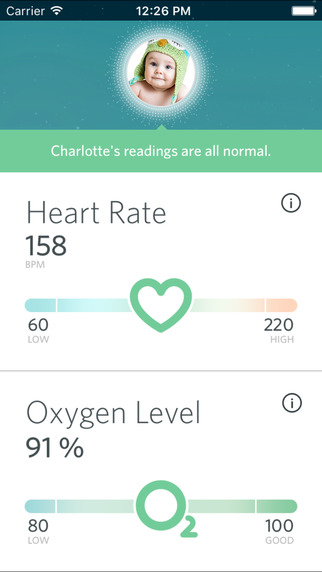 Carrier 12:26 PM
Charlotte's readings are all normal.
Heart Rate
158
BPM
60 220
LOW HIGH
Oxygen Level
91 %
O2
80 100
LOW GOOD